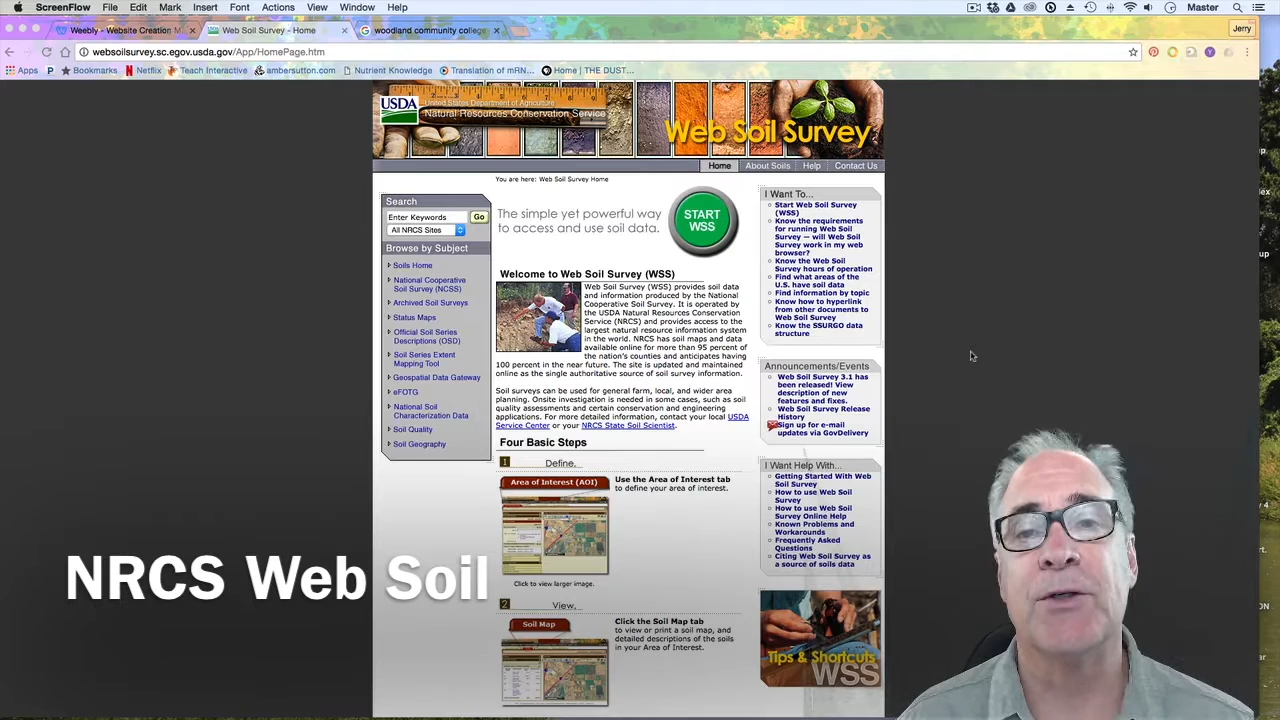 ScreenFlow File Edit Mark Insert Font Actions View Window Help Master
Weebly - Website Creation M
Web Soil Survey - Home
woodland community college
Jerry
websoilsurvey.sc.egov.usda.gov/App/HomePage.htm
Apps Bookmarks Netflix Teach Interactive ambersutton.com Nutrient Knowledge Translation of mRN... Home | THE DUST...
USDA
United States Department of Agriculture
Natural Resources Conservation Service
Web Soil Survey
Home About Soils Help Contact Us
You are here: Web Soil Survey Home
Search
Enter Keywords Go
All NRCS Sites
Browse by Subject
Soils Home
National Cooperative
Soil Survey (NCSS)
Archived Soil Surveys
Status Maps
Official Soil Series
Descriptions (OSD)
Soil Series Extent
Mapping Tool
Geospatial Data Gateway
eFOTG
National Soil
Characterization Data
Soil Quality
Soil Geography
The simple yet powerful way
to access and use soil data.
START
WSS
Welcome to Web Soil Survey (WSS)
Web Soil Survey (WSS) provides soil data
and information produced by the National
Cooperative Soil Survey. It is operated by
the USDA Natural Resources Conservation
Service (NRCS) and provides access to the
largest natural resource information system
in the world. NRCS has soil maps and data
available online for more than 95 percent of
the nation's counties and anticipates having
100 percent in the near future. The site is updated and maintained
online as the single authoritative source of soil survey information.
Soil surveys can be used for general farm, local, and wider area
planning. Onsite investigation is needed in some cases, such as soil
quality assessments and certain conservation and engineering
applications. For more detailed information, contact your local USDA
Service Center or your NRCS State Soil Scientist.
Four Basic Steps
1 Define.
Area of Interest (AOI)
Use the Area of Interest tab
to define your area of interest.
Click to view larger image.
2 View.
Soil Map
Click the Soil Map tab
to view or print a soil map, and
detailed descriptions of the soils
in your Area of Interest.
I Want To...
Start Web Soil Survey
(WSS)
Know the requirements
for running Web Soil
Survey — will Web Soil
Survey work in my web
browser?
Know the Web Soil
Survey hours of operation
Find what areas of the
U.S. have soil data
Find information by topic
Know how to hyperlink
from other documents to
Web Soil Survey
Know the SSURGO data
structure
Announcements/Events
Web Soil Survey 3.1 has
been released! View
description of new
features and fixes.
Web Soil Survey Release
History
Sign up for e-mail
updates via GovDelivery
I Want Help With...
Getting Started With Web
Soil Survey
How to use Web Soil
Survey
How to use Web Soil
Survey Online Help
Known Problems and
Workarounds
Frequently Asked
Questions
Citing Web Soil Survey as
a source of soils data
Tips & Shortcuts
WSS
NRCS Web Soil